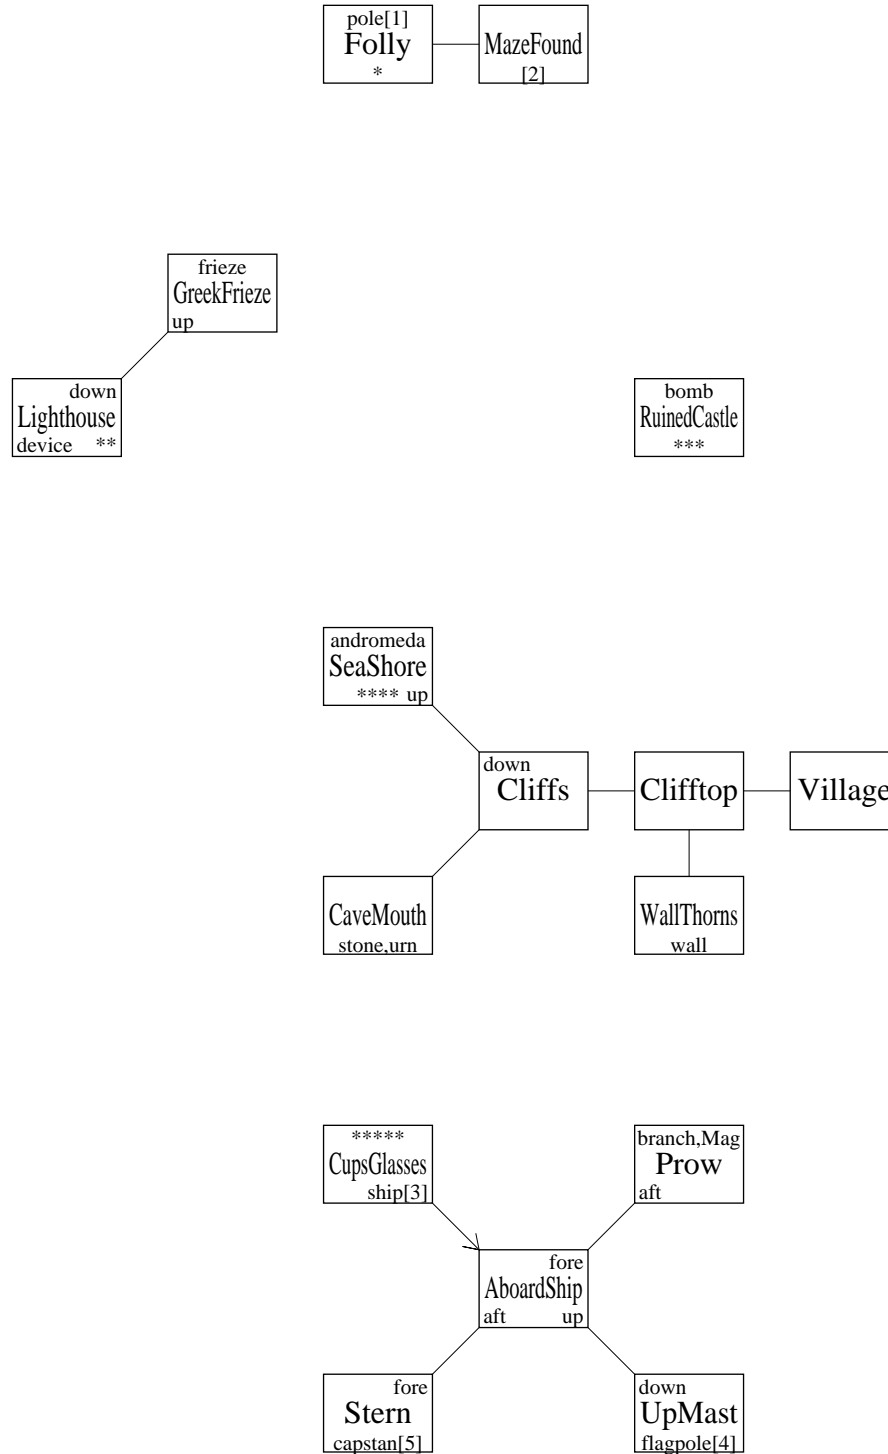 pole[1]
Folly
*
MazeFound
[2]
frieze
GreekFrieze
up
down
Lighthouse
device **
bomb
RuinedCastle
***
andromeda
SeaShore
**** up
down
Cliffs
Clifftop
Village
CaveMouth
stone,urn
WallThorns
wall
*****
CupsGlasses
ship[3]
branch,Mag
Prow
aft
fore
AboardShip
aft up
fore
Stern
capstan[5]
down
UpMast
flagpole[4]